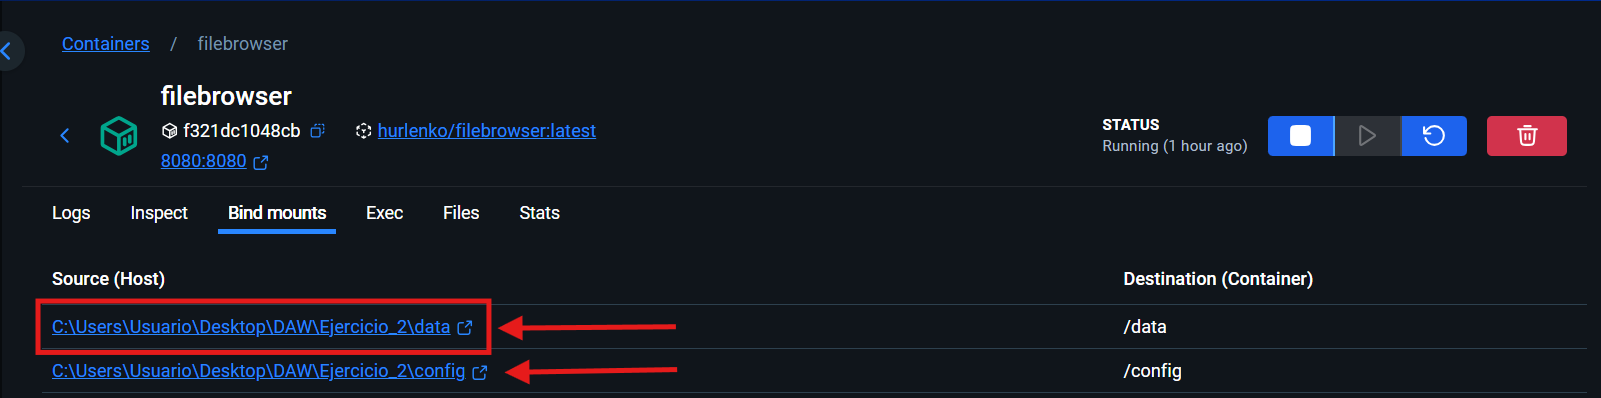 Containers / filebrowser
filebrowser
f321dc1048cb hurlenko/filebrowser:latest
8080:8080
STATUS
Running (1 hour ago)
Logs Inspect Bind mounts Exec Files Stats
Source (Host) Destination (Container)
C:\Users\Usuario\Desktop\DAW\Ejercicio_2\data /data
C:\Users\Usuario\Desktop\DAW\Ejercicio_2\config /config